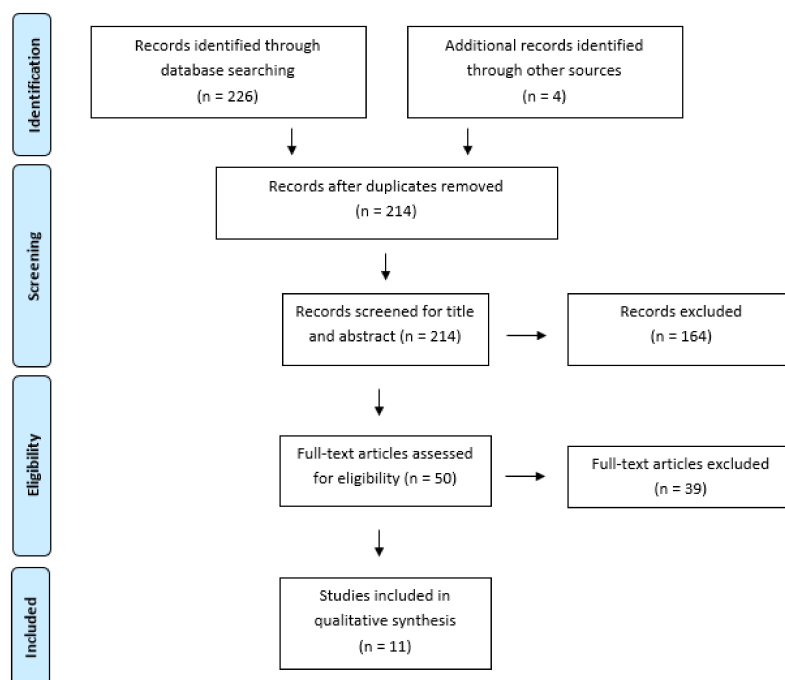 Identification
Records identified through
database searching
(n = 226)
Additional records identified
through other sources
(n = 4)
Screening
Records after duplicates removed
(n = 214)
Records screened for title
and abstract (n = 214)
Records excluded
(n = 164)
Eligibility
Full-text articles assessed
for eligibility (n = 50)
Full-text articles excluded
(n = 39)
Included
Studies included in
qualitative synthesis
(n = 11)